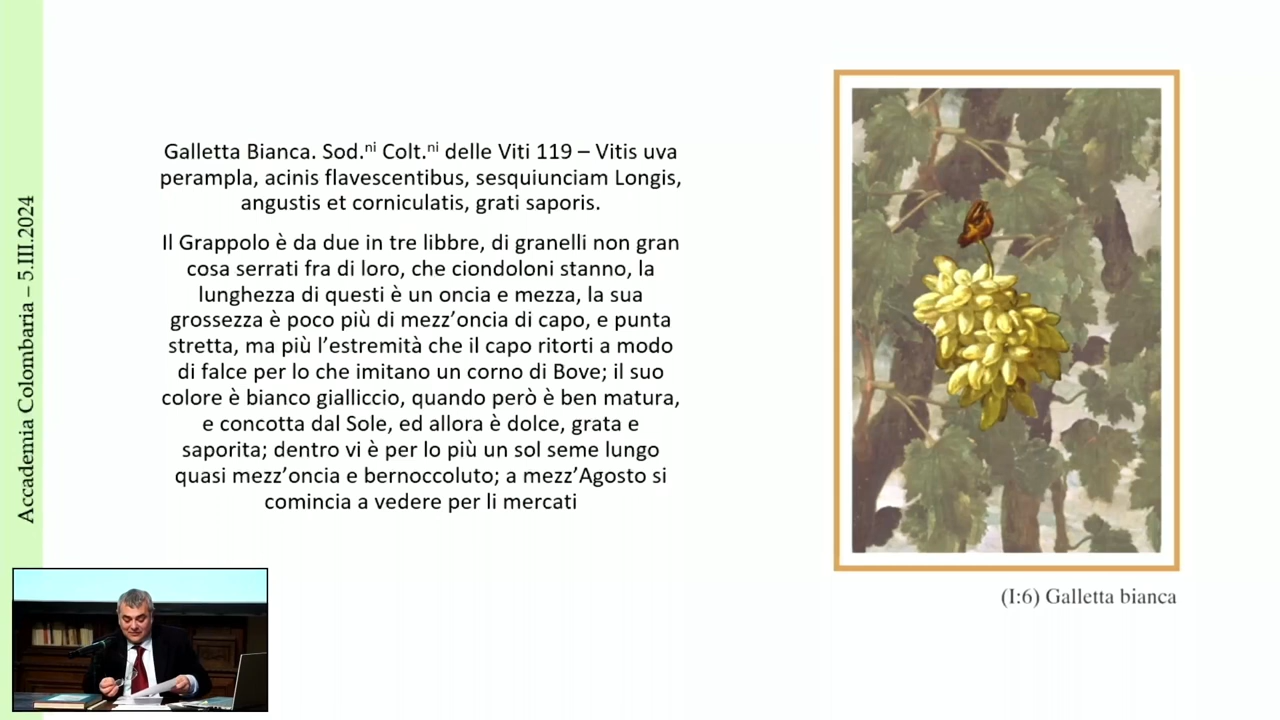 Accademia Colombaria – 5.III.2024
Galletta Bianca. Sod.ⁿⁱ Colt.ⁿⁱ delle Viti 119 – Vitis uva
perampla, acinis flavescentibus, sesquiunciam Longis,
angustis et corniculatis, grati saporis.
Il Grappolo è da due in tre libbre, di granelli non gran
cosa serrati fra di loro, che ciondoloni stanno, la
lunghezza di questi è un oncia e mezza, la sua
grossezza è poco più di mezz’oncia di capo, e punta
stretta, ma più l’estremità che il capo ritorti a modo
di falce per lo che imitano un corno di Bove; il suo
colore è bianco gialliccio, quando però è ben matura,
e concotta dal Sole, ed allora è dolce, grata e
saporita; dentro vi è per lo più un sol seme lungo
quasi mezz’oncia e bernoccoluto; a mezz’Agosto si
comincia a vedere per li mercati
(I:6) Galletta bianca